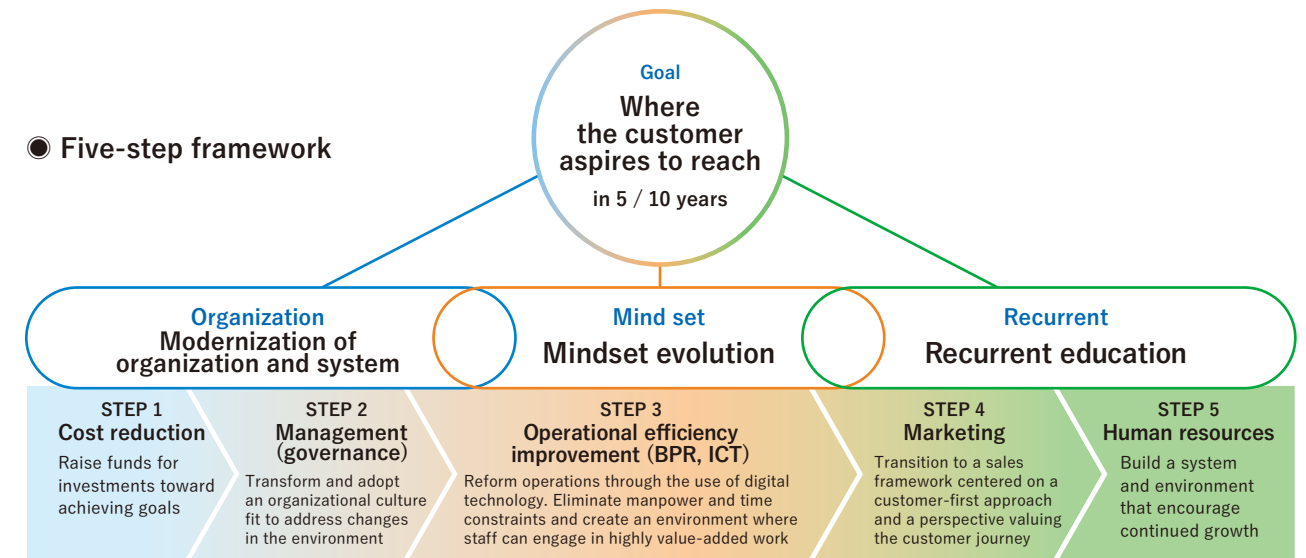 Goal
Where
the customer
aspires to reach
in 5 / 10 years
◉ Five-step framework
Organization
Modernization of
organization and system
Mind set
Mindset evolution
Recurrent
Recurrent education
STEP 1
Cost reduction
Raise funds for
investments toward
achieving goals
STEP 2
Management
(governance)
Transform and adopt
an organizational culture
fit to address changes
in the environment
STEP 3
Operational efficiency
improvement (BPR, ICT)
Reform operations through the use of digital
technology. Eliminate manpower and time
constraints and create an environment where
staff can engage in highly value-added work
STEP 4
Marketing
Transition to a sales
framework centered on a
customer-first approach
and a perspective valuing
the customer journey
STEP 5
Human resources
Build a system
and environment
that encourage
continued growth